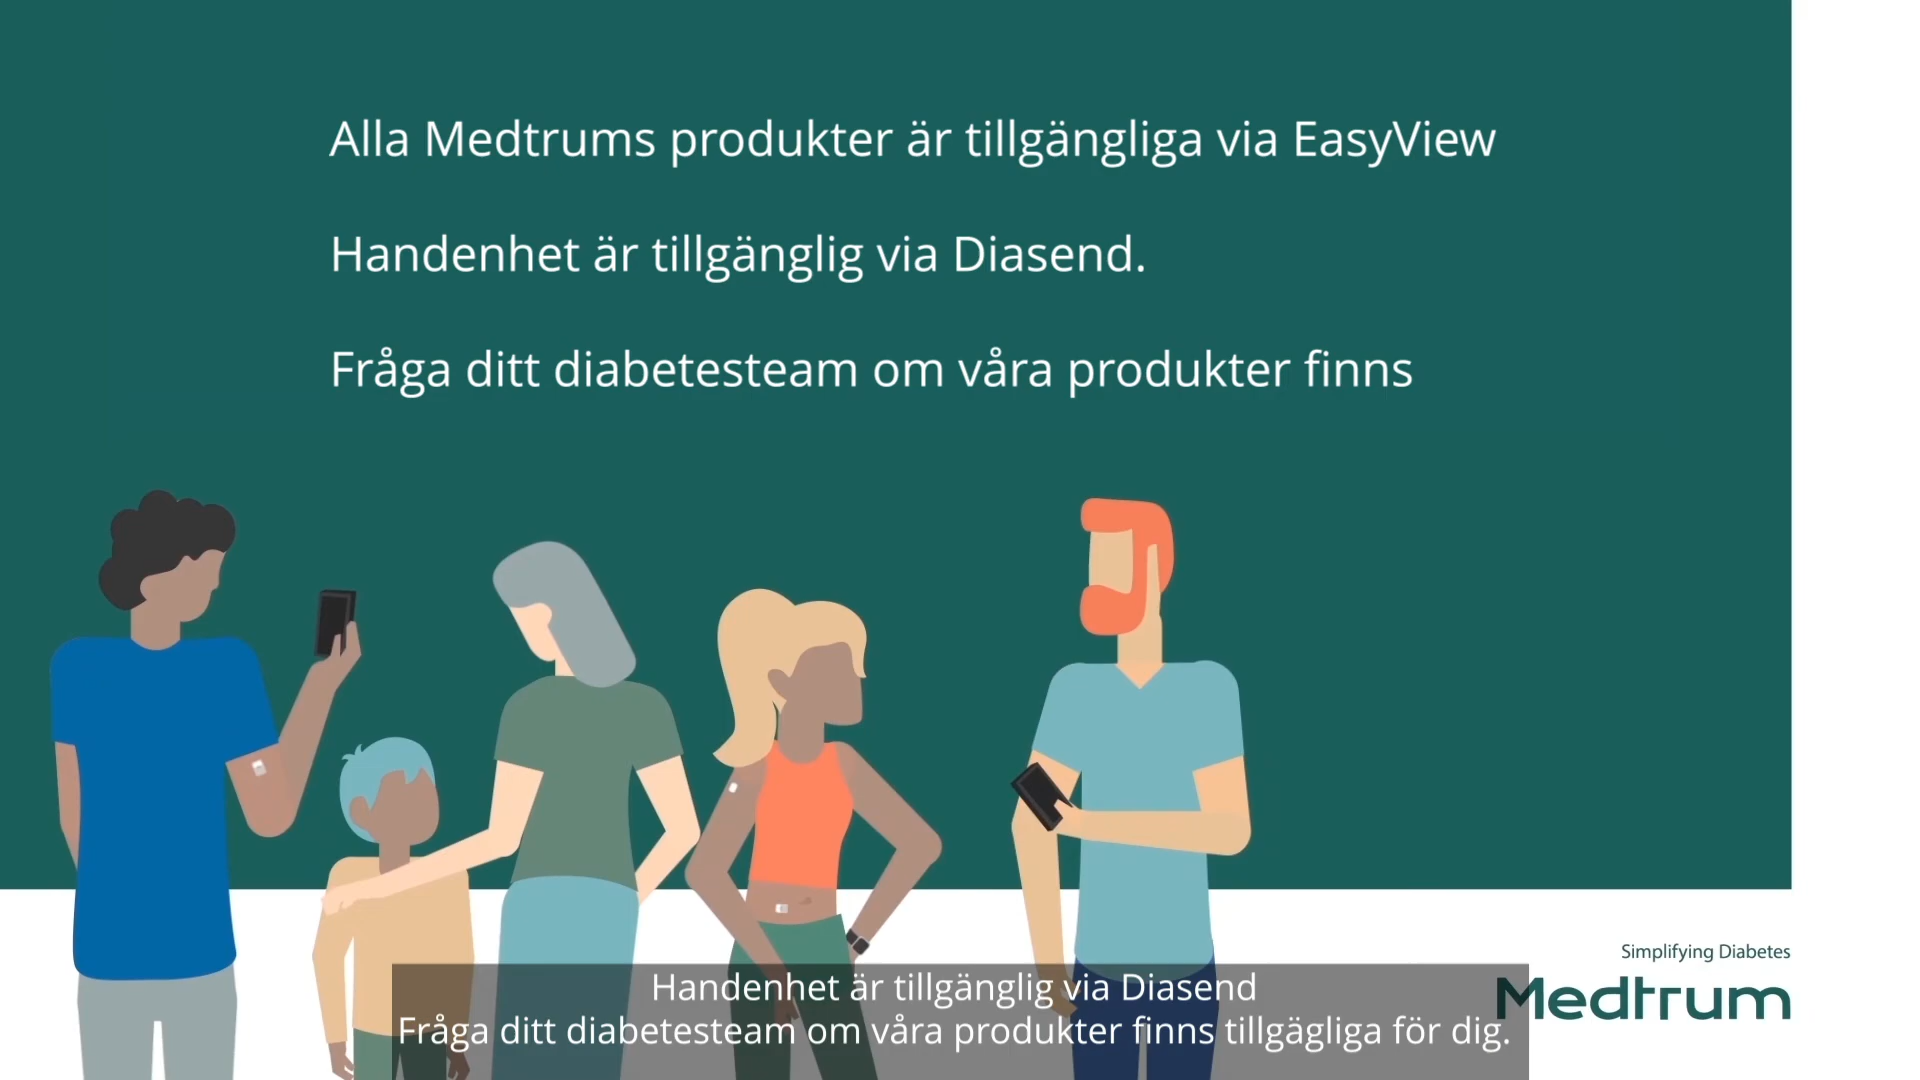 Alla Medtrums produkter är tillgängliga via EasyView
Handenhet är tillgänglig via Diasend.
Fråga ditt diabetesteam om våra produkter finns
Simplifying Diabetes
Medtrum
Handenhet är tillgänglig via Diasend
Fråga ditt diabetesteam om våra produkter finns tillgägliga för dig.